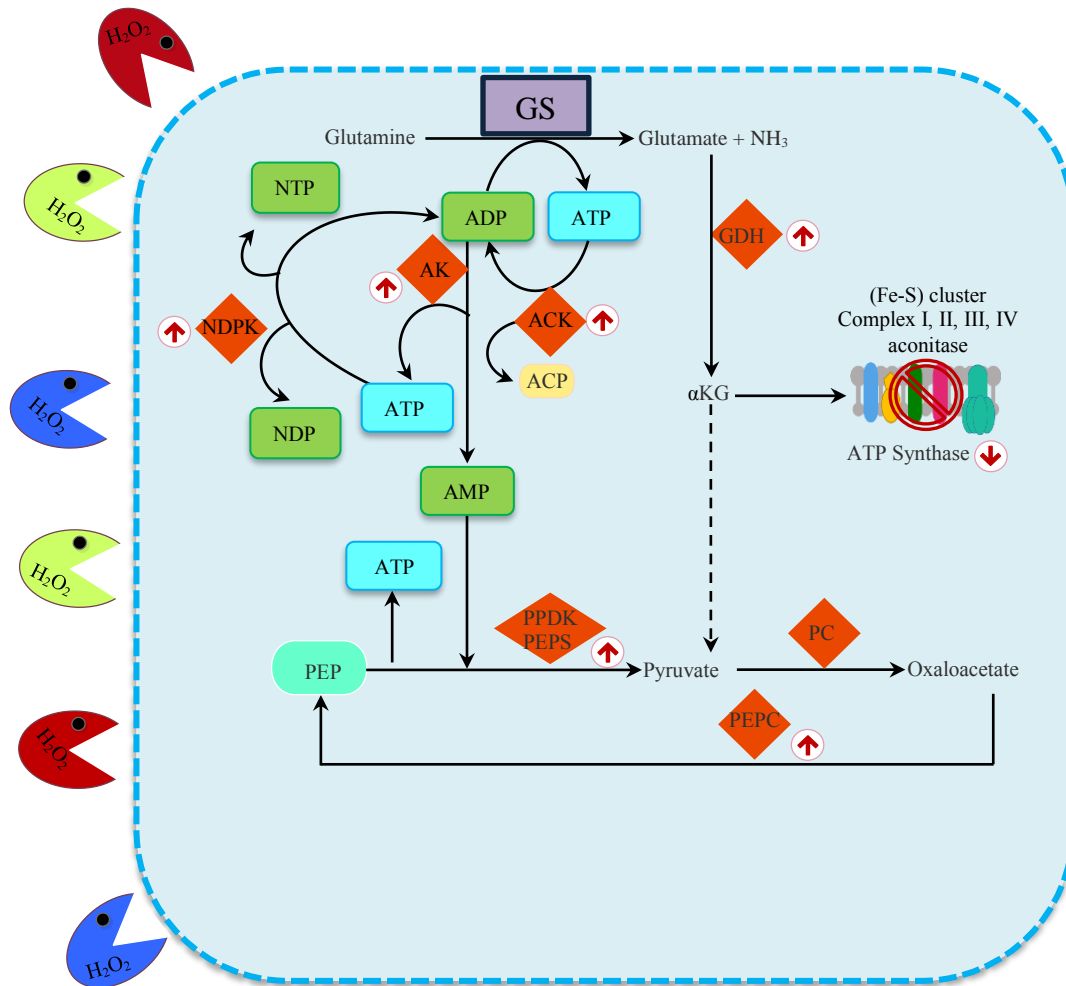 H₂O₂
GS
Glutamine
Glutamate + NH₃
NTP
H₂O₂
ADP
ATP
GDH
AK
(Fe-S) cluster
Complex I, II, III, IV
aconitase
NDPK
ACK
ACP
H₂O₂
ATP
αKG
NDP
ATP Synthase
AMP
H₂O₂
ATP
PPDK
PEPS
PC
PEP
Pyruvate
Oxaloacetate
PEPC
H₂O₂
H₂O₂